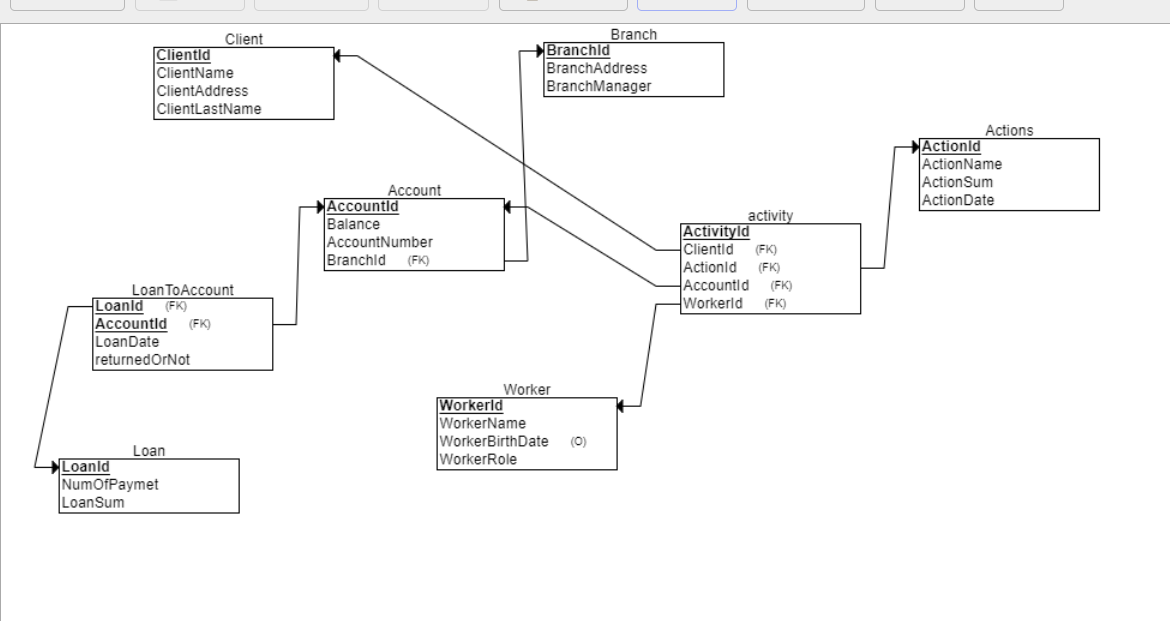 Client
ClientId
ClientName
ClientAddress
ClientLastName
Branch
BranchId
BranchAddress
BranchManager
Actions
ActionId
ActionName
ActionSum
ActionDate
Account
AccountId
Balance
AccountNumber
BranchId (FK)
activity
ActivityId
ClientId (FK)
ActionId (FK)
AccountId (FK)
WorkerId (FK)
LoanToAccount
LoanId (FK)
AccountId (FK)
LoanDate
returnedOrNot
Worker
WorkerId
WorkerName
WorkerBirthDate (O)
WorkerRole
Loan
LoanId
NumOfPaymet
LoanSum